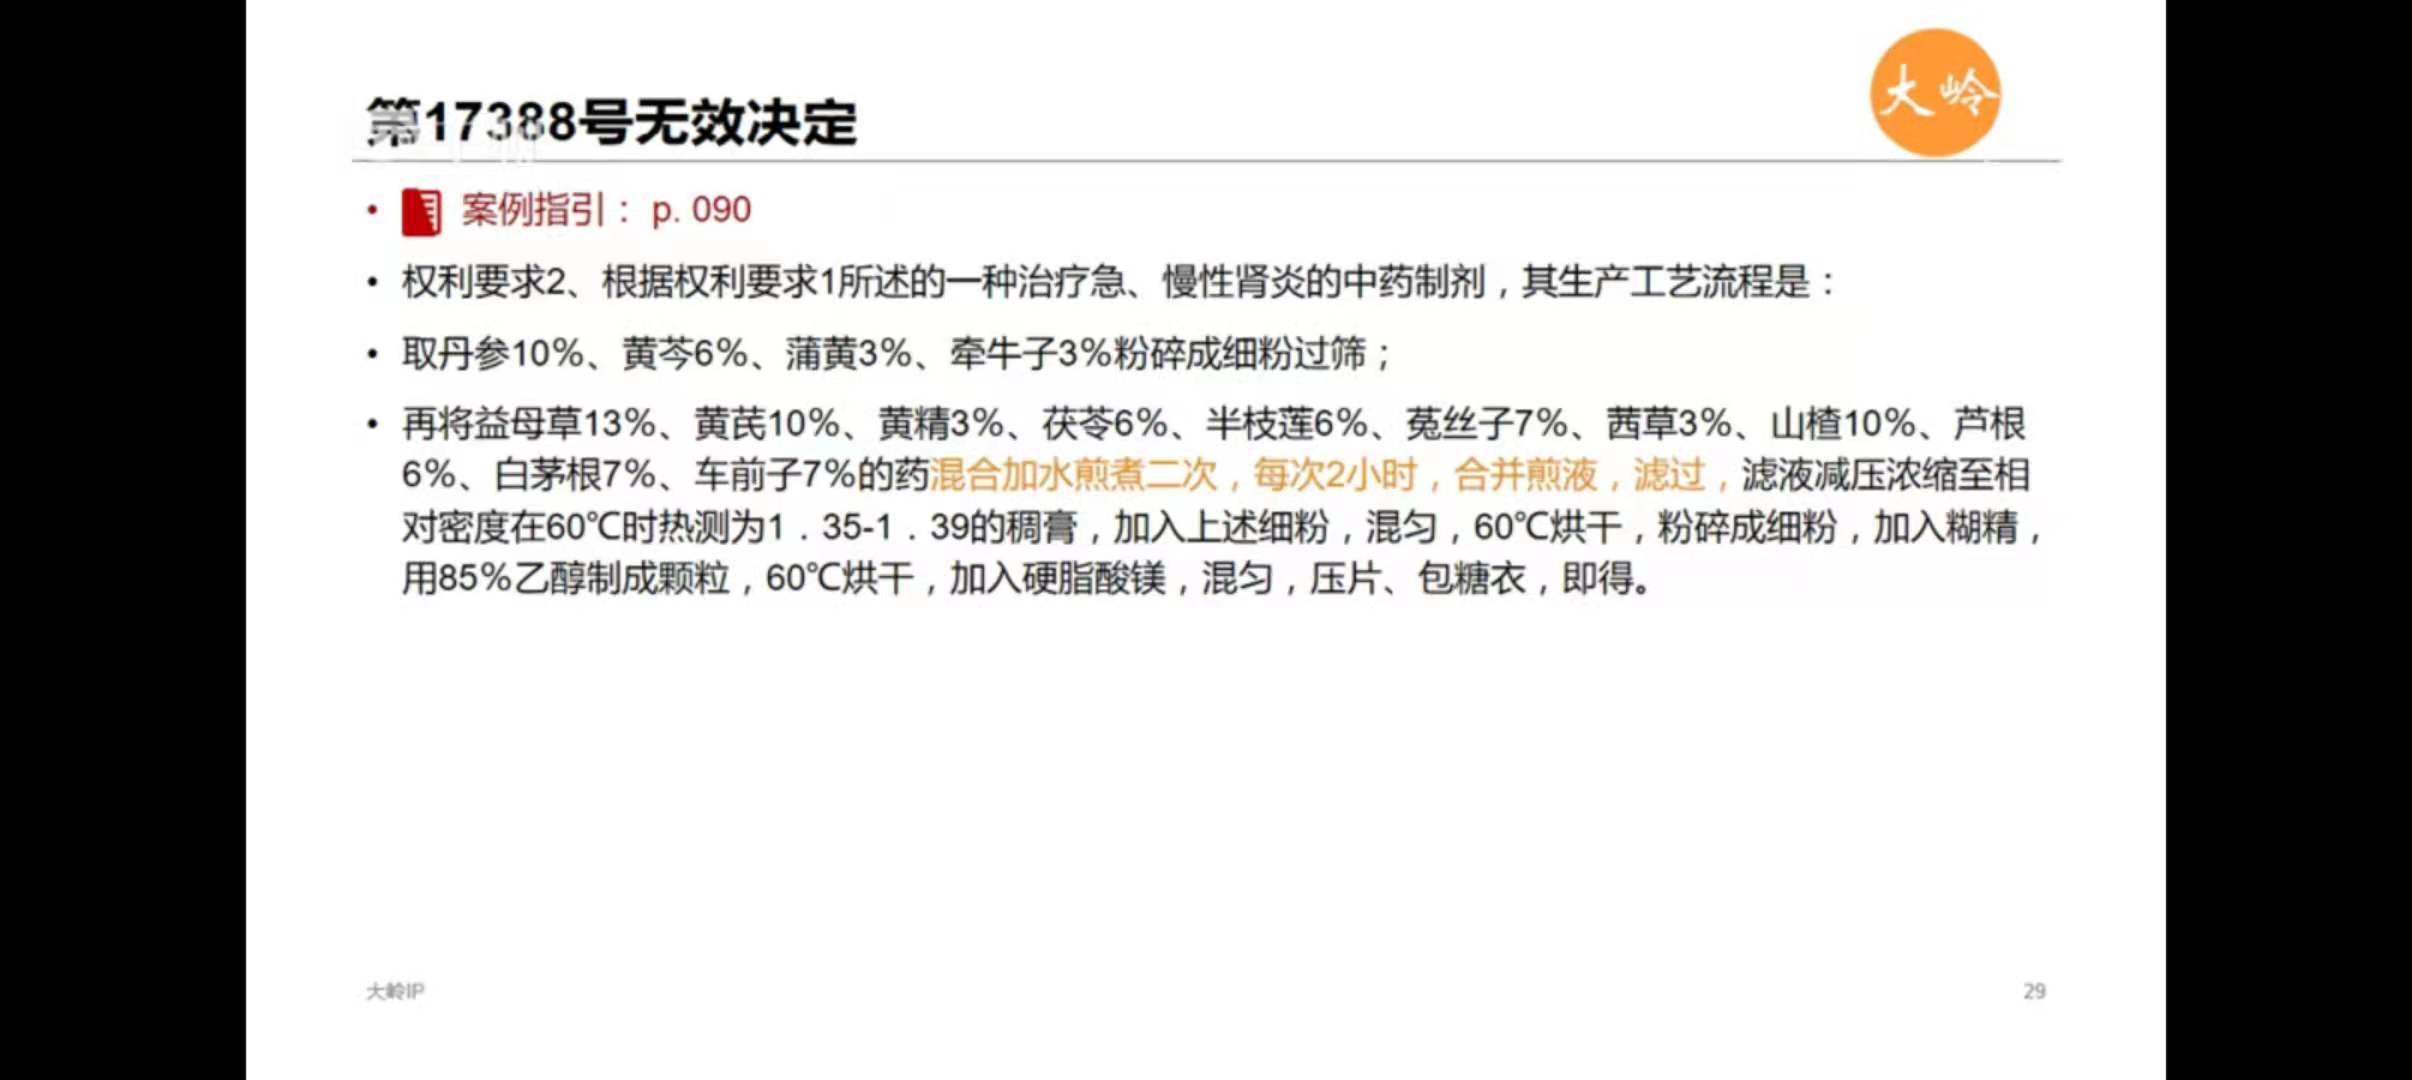 大岭
第17388号无效决定
• 案例指引： p. 090
• 权利要求2、根据权利要求1所述的一种治疗急、慢性肾炎的中药制剂，其生产工艺流程是：
• 取丹参10%、黄芩6%、蒲黄3%、牵牛子3%粉碎成细粉过筛；
• 再将益母草13%、黄芪10%、黄精3%、茯苓6%、半枝莲6%、菟丝子7%、茜草3%、山楂10%、芦根
6%、白茅根7%、车前子7%的药混合加水煎煮二次，每次2小时，合并煎液，滤过，滤液减压浓缩至相
对密度在60℃时热测为1．35-1．39的稠膏，加入上述细粉，混匀，60℃烘干，粉碎成细粉，加入糊精，
用85%乙醇制成颗粒，60℃烘干，加入硬脂酸镁，混匀，压片、包糖衣，即得。
大岭IP
29